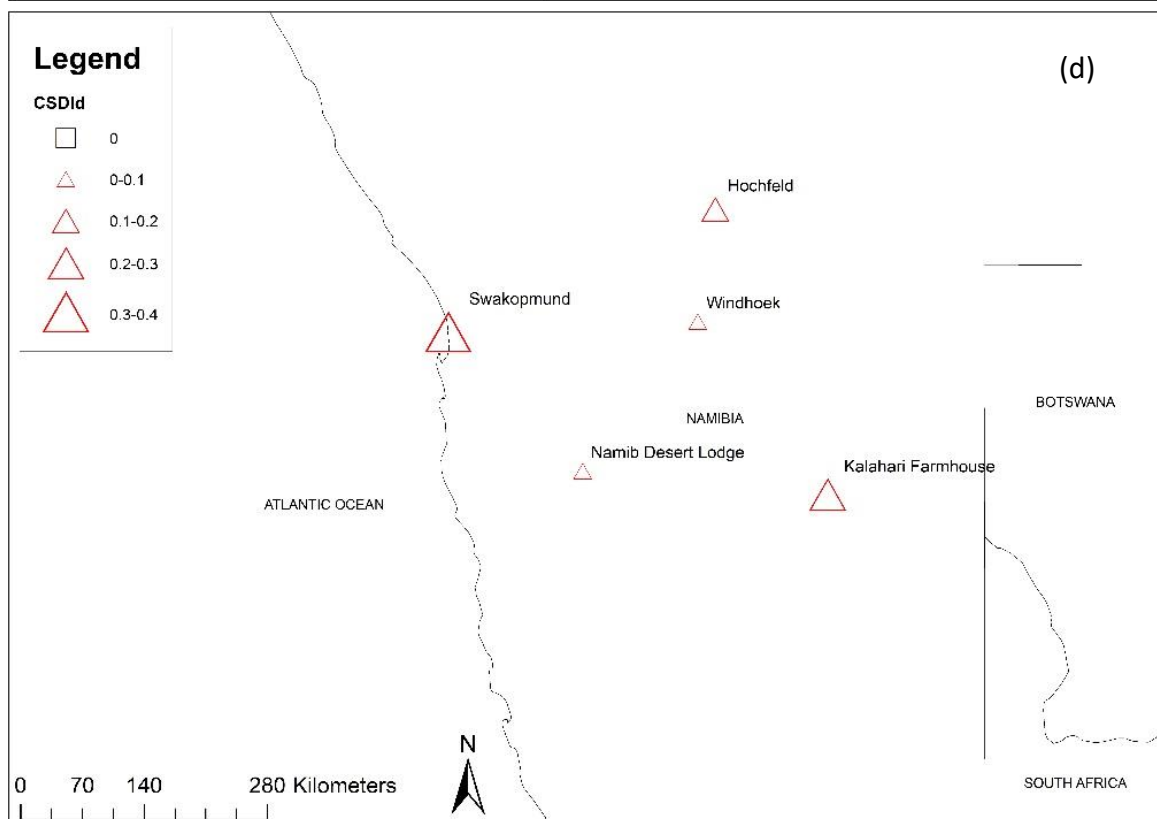 Legend
CSDId
0
0-0.1
0.1-0.2
0.2-0.3
0.3-0.4
(d)
Hochfeld
Swakopmund
Windhoek
BOTSWANA
NAMIBIA
Namib Desert Lodge
Kalahari Farmhouse
ATLANTIC OCEAN
N
0 70 140 280 Kilometers
SOUTH AFRICA